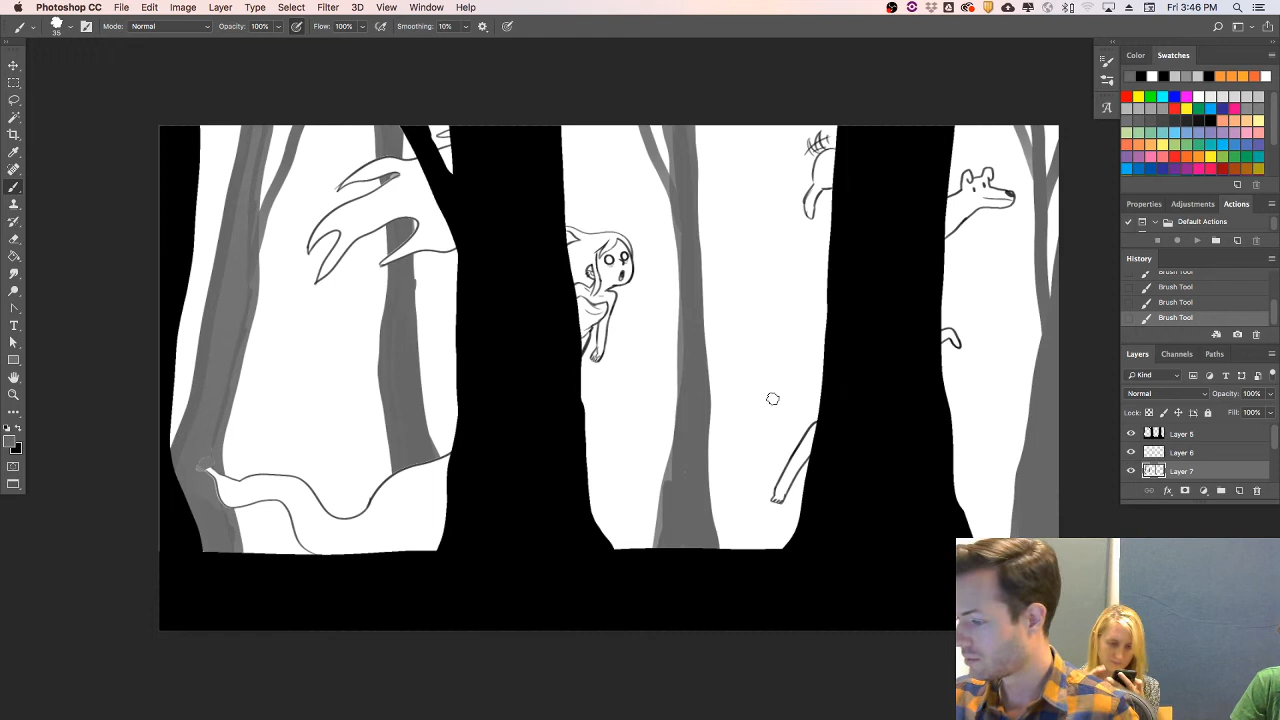 Photoshop CC File Edit Image Layer Type Select Filter 3D View Window Help Fri 3:46 PM
35 Mode: Normal Opacity: 100% Flow: 100% Smoothing: 10%
Color Swatches
Properties Adjustments Actions
Default Actions
History
Brush Tool
Brush Tool
Brush Tool
Brush Tool
Layers Channels Paths
Kind
Normal Opacity: 100%
Lock: Fill: 100%
Layer 5
Layer 6
Layer 7